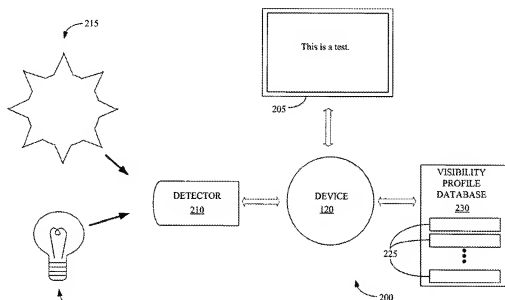 215
This is a test.
205
DETECTOR
210
DEVICE
120
VISIBILITY
PROFILE
DATABASE
230
225
200